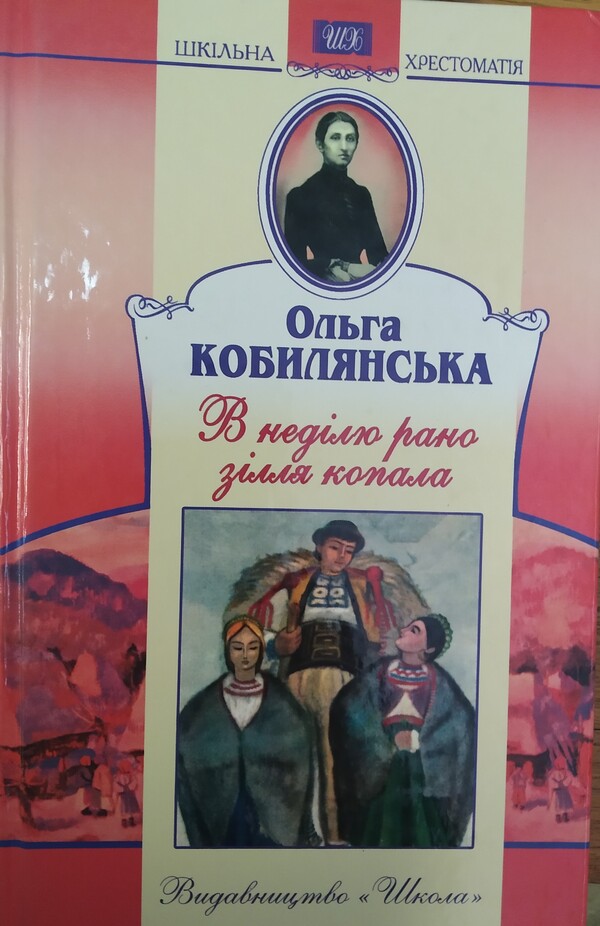 ШКІЛЬНА ШХ ХРЕСТОМАТІЯ
Ольга
КОБИЛЯНСЬКА
В неділю рано
зілля копала
Видавництво «Школа»